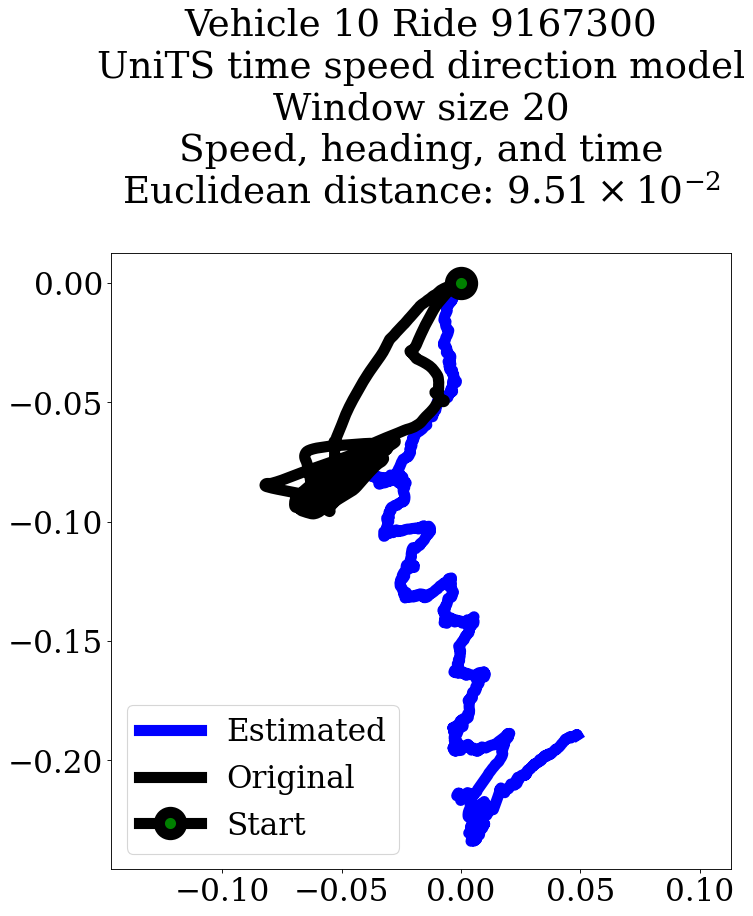 Vehicle 10 Ride 9167300
UniTS time speed direction model
Window size 20
Speed, heading, and time
Euclidean distance: 9.51 × 10⁻²
0.00
−0.05
−0.10
−0.15
−0.20
Estimated
Original
Start
−0.10 −0.05 0.00 0.05 0.10